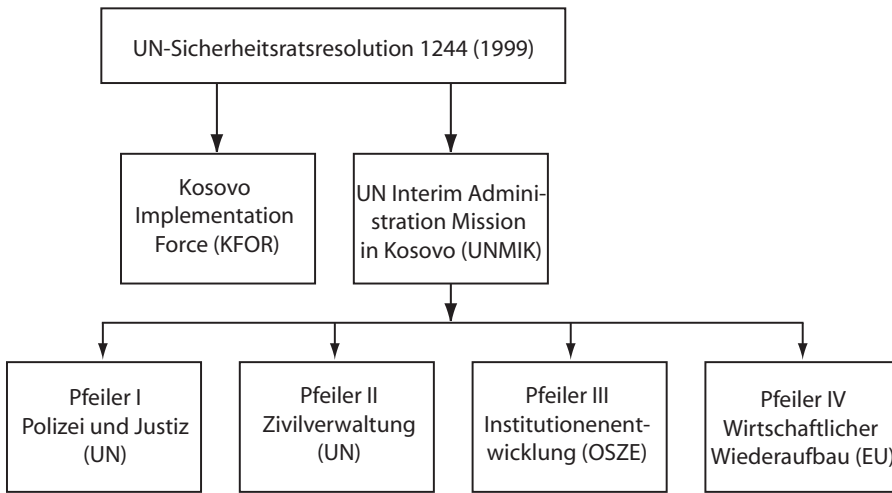 UN-Sicherheitsratsresolution 1244 (1999)
Kosovo
Implementation
Force (KFOR)
UN Interim Admini-
stration Mission
in Kosovo (UNMIK)
Pfeiler I
Polizei und Justiz
(UN)
Pfeiler II
Zivilverwaltung
(UN)
Pfeiler III
Institutionenent-
wicklung (OSZE)
Pfeiler IV
Wirtschaftlicher
Wiederaufbau (EU)